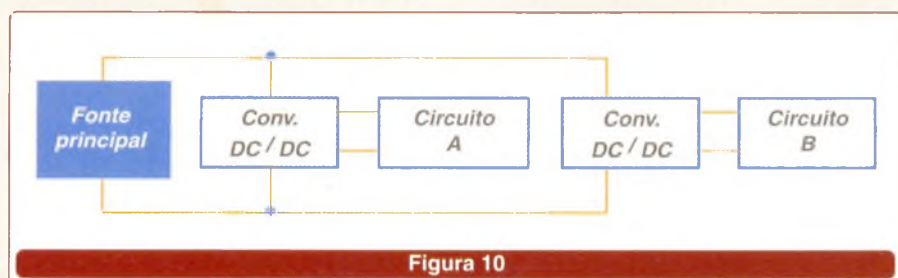 Fonte
principal
Conv.
DC / DC
Circuito
A
Conv.
DC / DC
Circuito
B
Figura 10